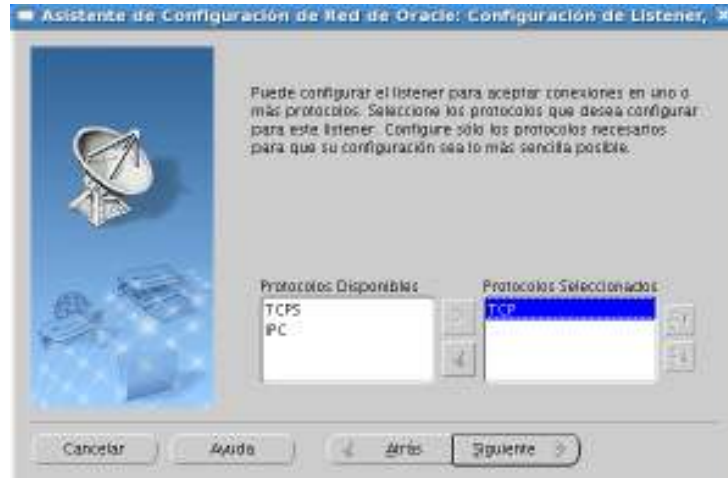 Asistente de Configuración de Red de Oracle: Configuración de Listener,
Puede configurar el listener para aceptar conexiones en uno o
más protocolos. Seleccione los protocolos que desea configurar
para este listener. Configure sólo los protocolos necesarios
para que su configuración sea lo más sencilla posible.
Protocolos Disponibles
Protocolos Seleccionados
TCPS
IPC
TCP
Cancelar
Ayuda
Atrás
Siguiente